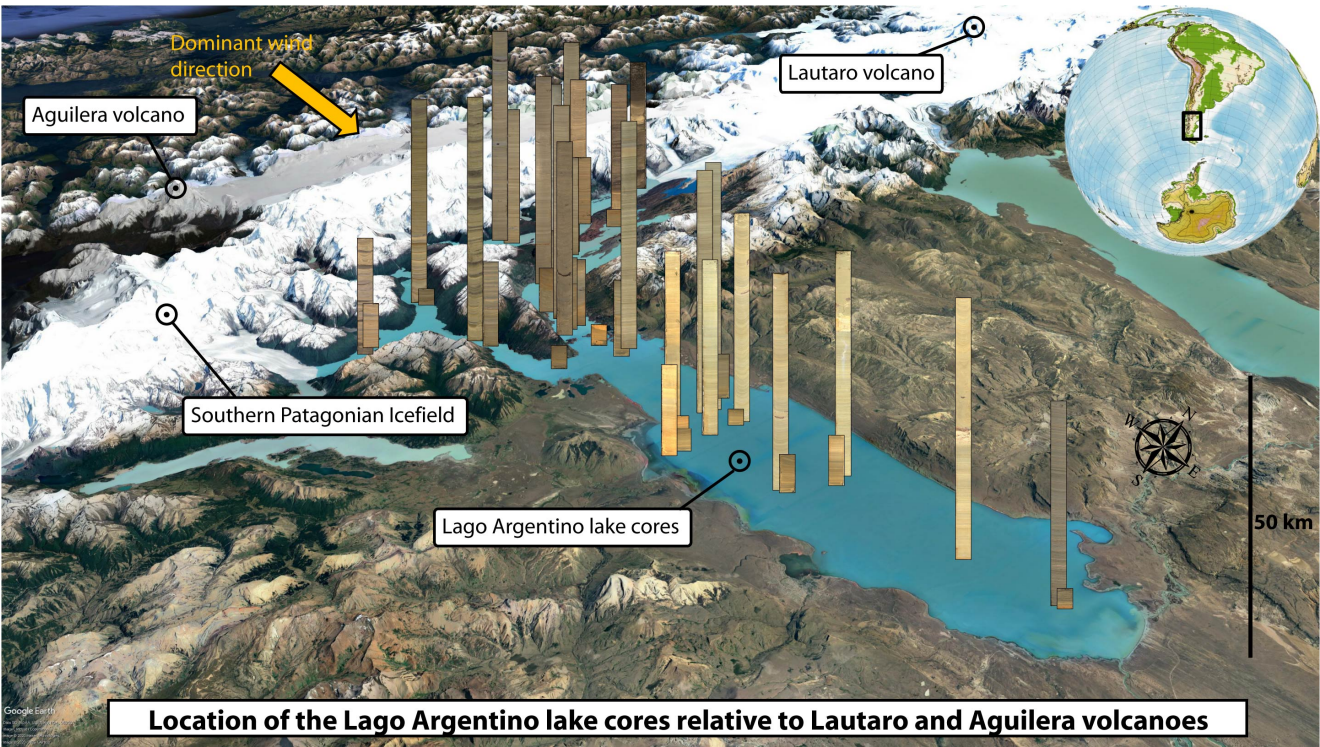 Dominant wind
direction
Lautaro volcano
Aguilera volcano
Southern Patagonian Icefield
N
W
E
S
Lago Argentino lake cores
50 km
Google Earth
Location of the Lago Argentino lake cores relative to Lautaro and Aguilera volcanoes